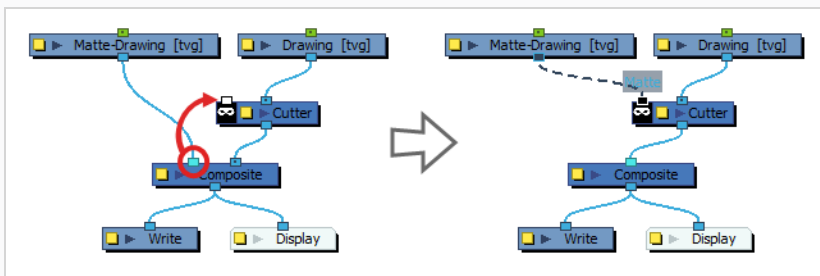 Matte-Drawing [tvg]
Drawing [tvg]
Cutter
Composite
Write
Display
Matte-Drawing [tvg]
Drawing [tvg]
Matte
Cutter
Composite
Write
Display